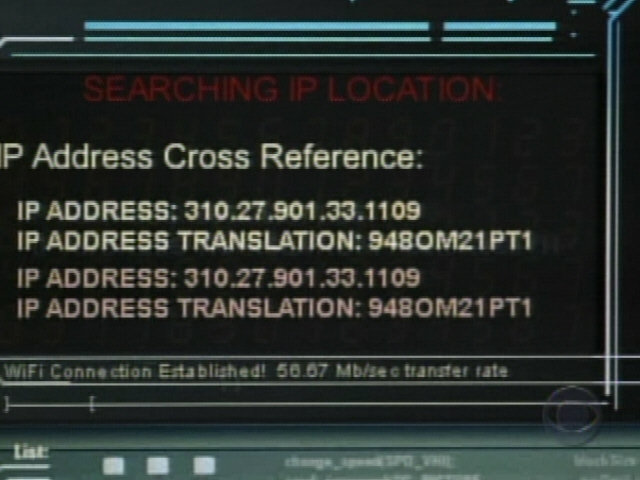 SEARCHING IP LOCATION:
IP Address Cross Reference:
IP ADDRESS: 310.27.901.33.1109
IP ADDRESS TRANSLATION: 948OM21PT1
IP ADDRESS: 310.27.901.33.1109
IP ADDRESS TRANSLATION: 948OM21PT1
WiFi Connection Established! 56.67 Mb/sec transfer rate
List: